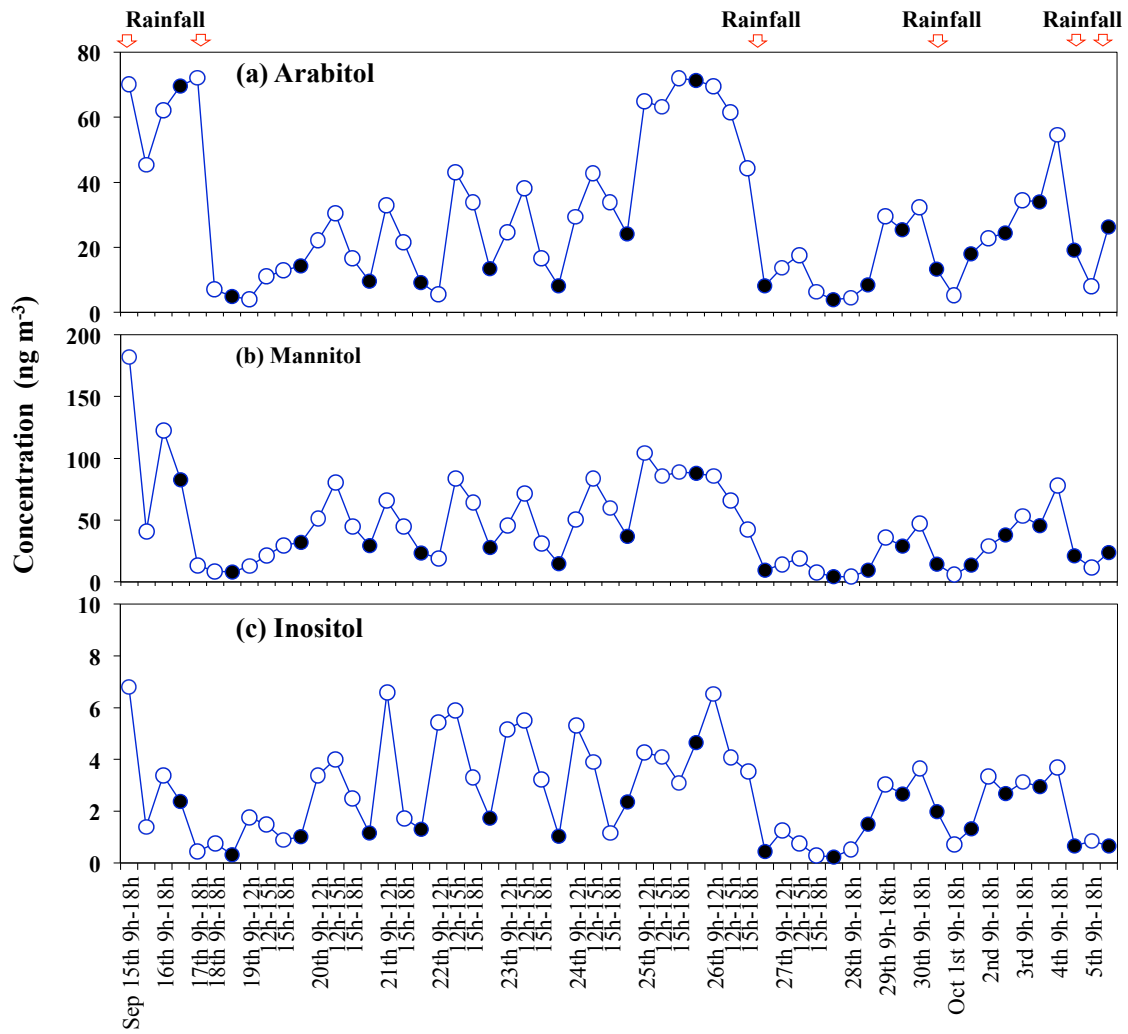 Rainfall Rainfall Rainfall Rainfall
(a) Arabitol
80
60
40
20
0
(b) Mannitol
200
150
100
50
0
(c) Inositol
10
8
6
4
2
0
Concentration (ng m-3)
Sep 15th 9h-18h
16th 9h-18h
17th 9h-18h
18th 9h-18h
19th 9h-12h
12h-15h
15h-18h
20th 9h-12h
12h-15h
15h-18h
21th 9h-12h
15h-18h
22th 9h-12h
12h-15h
15h-18h
23th 9h-12h
12h-15h
15h-18h
24th 9h-12h
12h-15h
15h-18h
25th 9h-12h
12h-15h
15h-18h
26th 9h-12h
12h-15h
15h-18h
27th 9h-12h
12h-15h
15h-18h
28th 9h-18h
29th 9h-18th
30th 9h-18h
Oct 1st 9h-18h
2nd 9h-18h
3rd 9h-18h
4th 9h-18h
5th 9h-18h